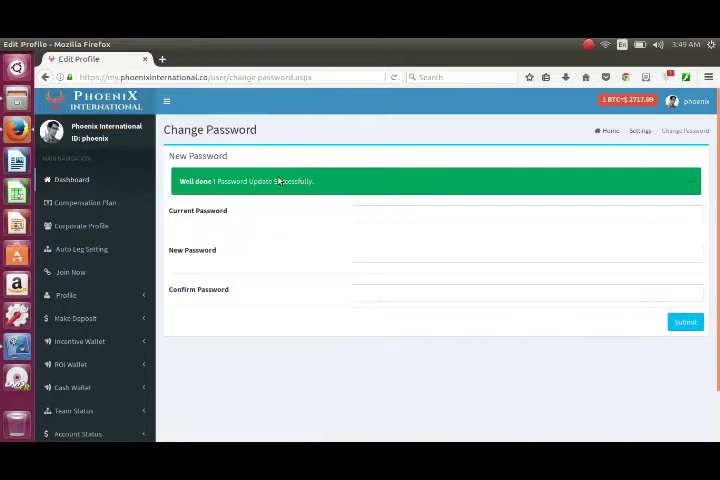 Edit Profile - Mozilla Firefox
En
3:49 AM
Edit Profile
https://my.phoenixinternational.co/user/change-password.aspx
Search
PHOENIX
INTERNATIONAL
1 BTC=$ 2717.09
phoenix
Phoenix International
ID: phoenix
Change Password
Home
Settings
Change Password
MAIN NAVIGATION
New Password
Dashboard
Well done ! Password Update Successfully.
Compensation Plan
Current Password
Corporate Profile
Auto Leg Setting
New Password
Join Now
Profile
Confirm Password
Make Deposit
Submit
Incentive Wallet
ROI Wallet
Cash Wallet
Team Status
Account Status